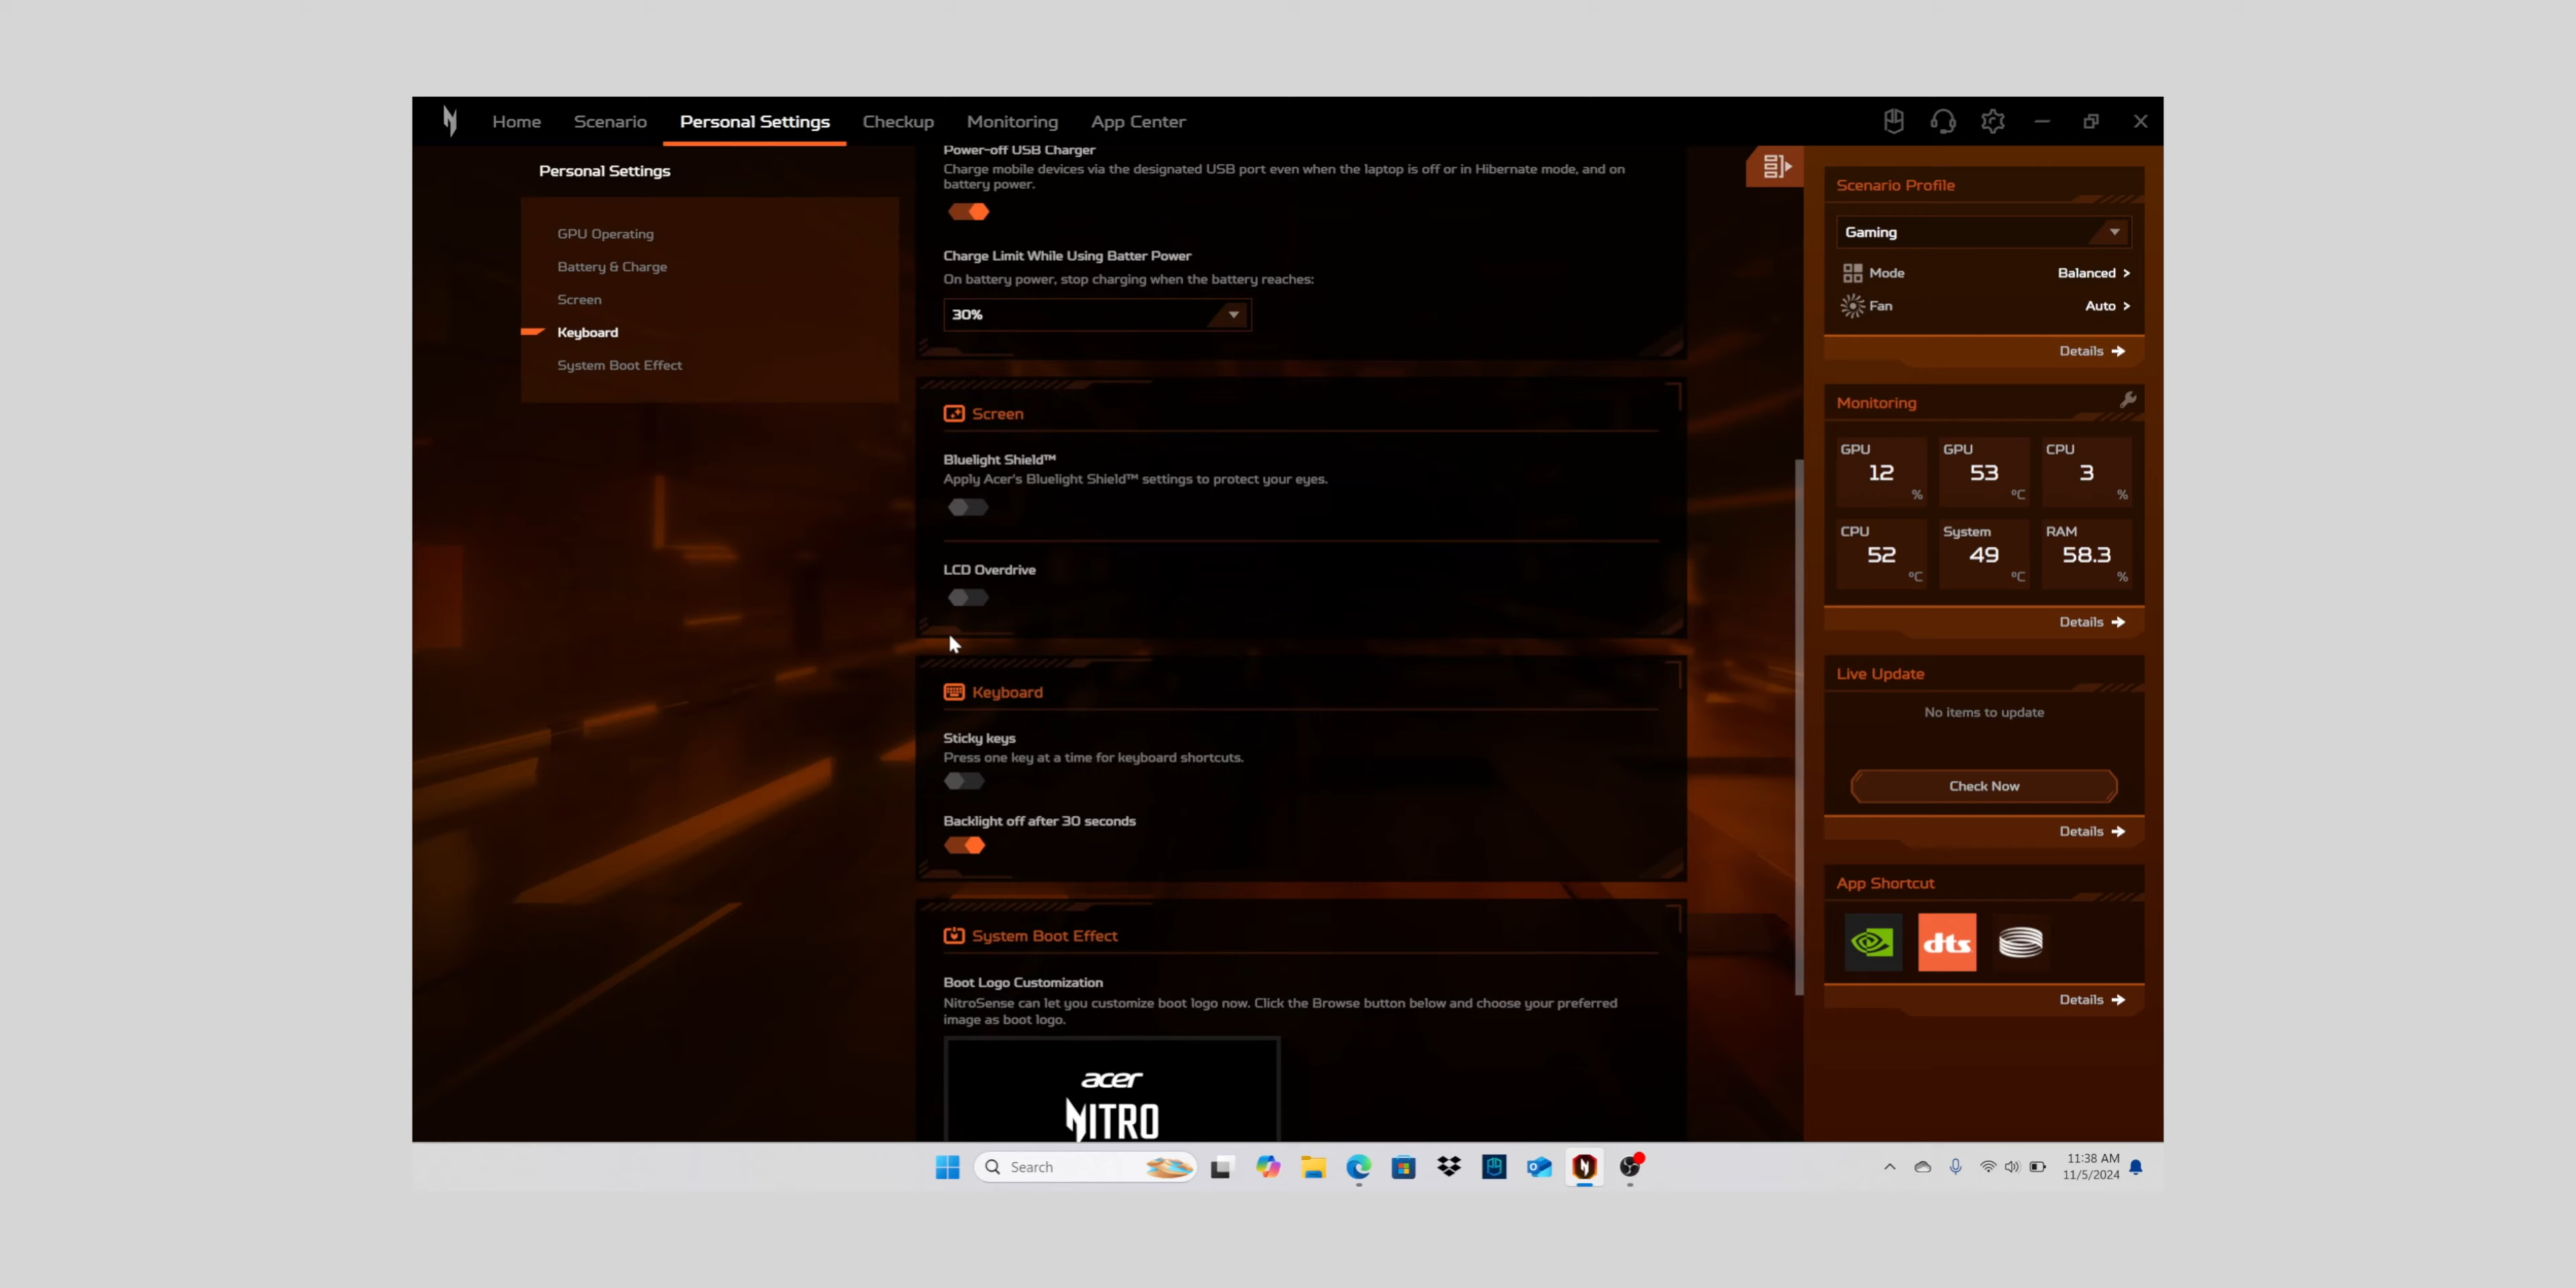 Home Scenario Personal Settings Checkup Monitoring App Center
Personal Settings
GPU Operating
Battery & Charge
Screen
Keyboard
System Boot Effect
Power-off USB Charger
Charge mobile devices via the designated USB port even when the laptop is off or in Hibernate mode, and on
battery power.
Charge Limit While Using Batter Power
On battery power, stop charging when the battery reaches:
30%
Screen
Bluelight Shield™
Apply Acer's Bluelight Shield™ settings to protect your eyes.
LCD Overdrive
Keyboard
Sticky keys
Press one key at a time for keyboard shortcuts.
Backlight off after 30 seconds
System Boot Effect
Boot Logo Customization
NitroSense can let you customize boot logo now. Click the Browse button below and choose your preferred
image as boot logo.
acer
NITRO
Scenario Profile
Gaming
Mode Balanced >
Fan Auto >
Details
Monitoring
GPU GPU CPU
12 53 3
% °C %
CPU System RAM
52 49 58.3
°C °C %
Details
Live Update
No items to update
Check Now
Details
App Shortcut
dts
Details
Search
11:38 AM
11/5/2024